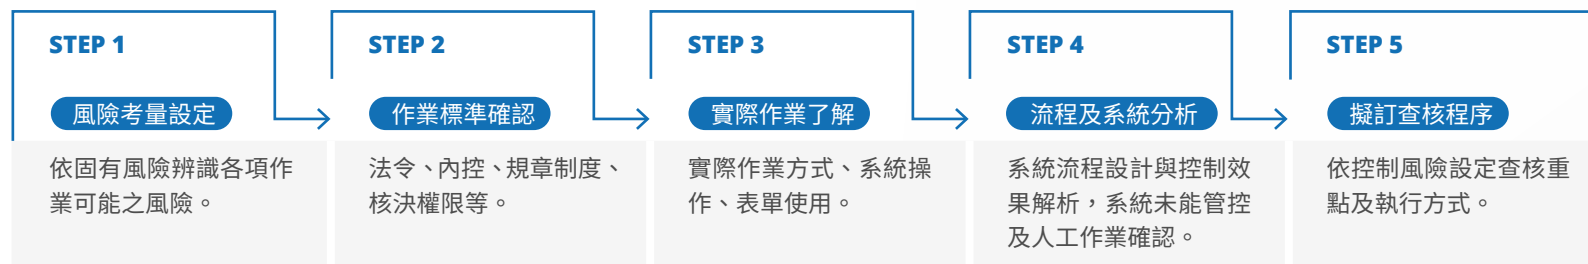 STEP 1
風險考量設定
依固有風險辨識各項作
業可能之風險。
STEP 2
作業標準確認
法令、內控、規章制度、
核決權限等。
STEP 3
實際作業了解
實際作業方式、系統操
作、表單使用。
STEP 4
流程及系統分析
系統流程設計與控制效
果解析，系統未能管控
及人工作業確認。
STEP 5
擬訂查核程序
依控制風險設定查核重
點及執行方式。